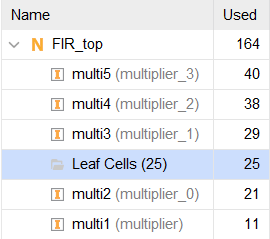 Name Used
FIR_top 164
multi5 (multiplier_3) 40
multi4 (multiplier_2) 38
multi3 (multiplier_1) 29
Leaf Cells (25) 25
multi2 (multiplier_0) 21
multi1 (multiplier) 11